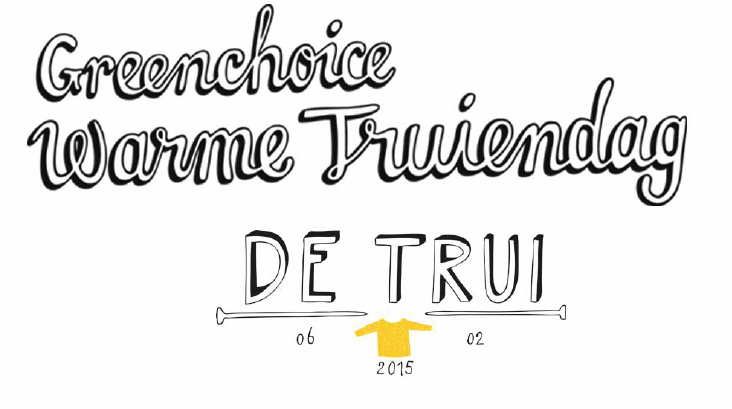 Greenchoice
Warme Truiendag
DE TRUI
06 02
2015